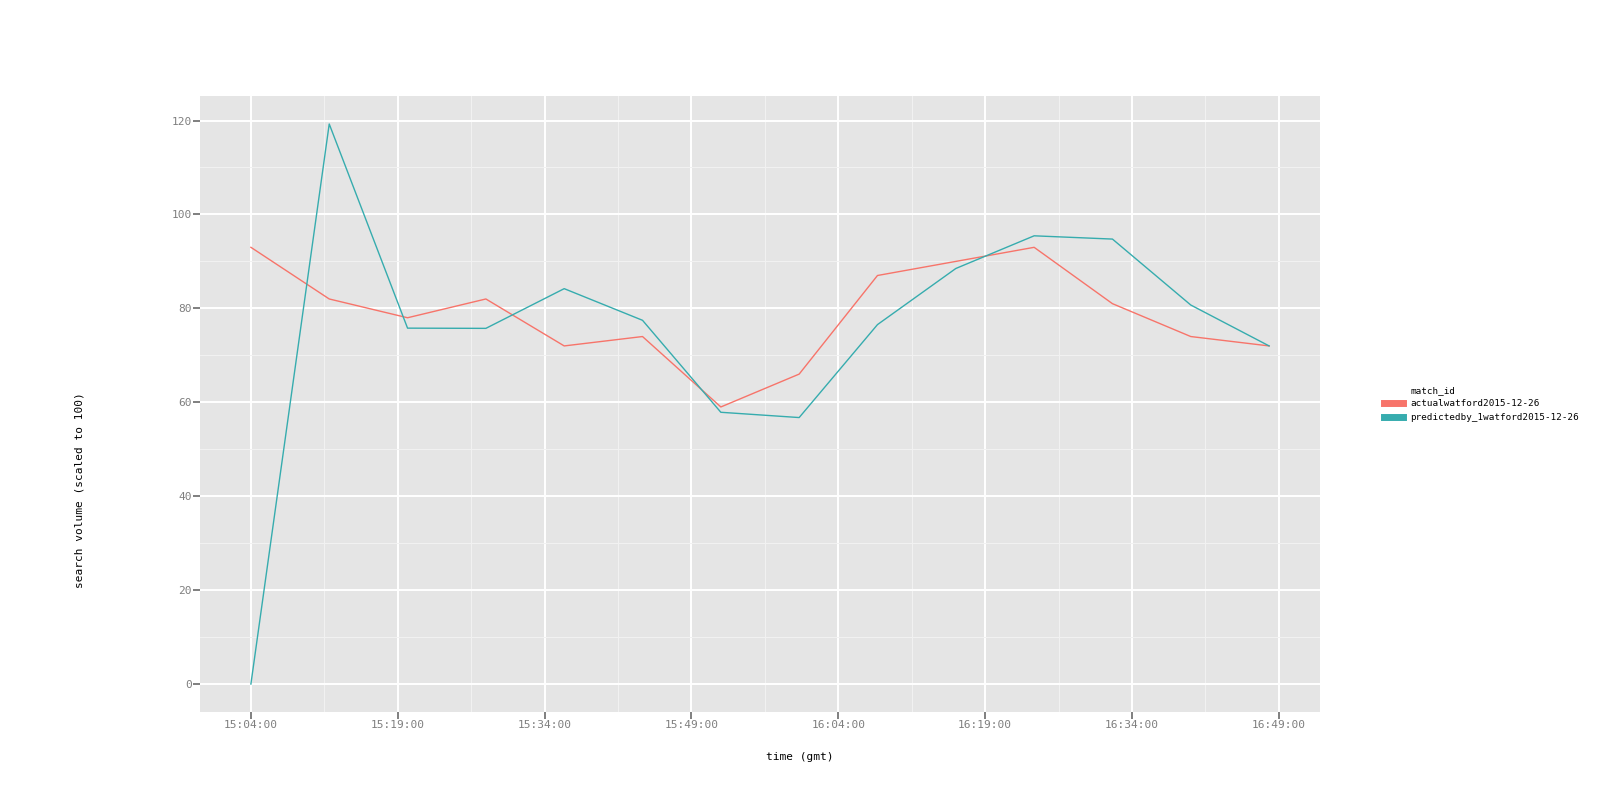 120
100
80
60
40
20
0
search volume (scaled to 100)
15:04:00 15:19:00 15:34:00 15:49:00 16:04:00 16:19:00 16:34:00 16:49:00
time (gmt)
match_id
actualwatford2015-12-26
predictedby_1watford2015-12-26